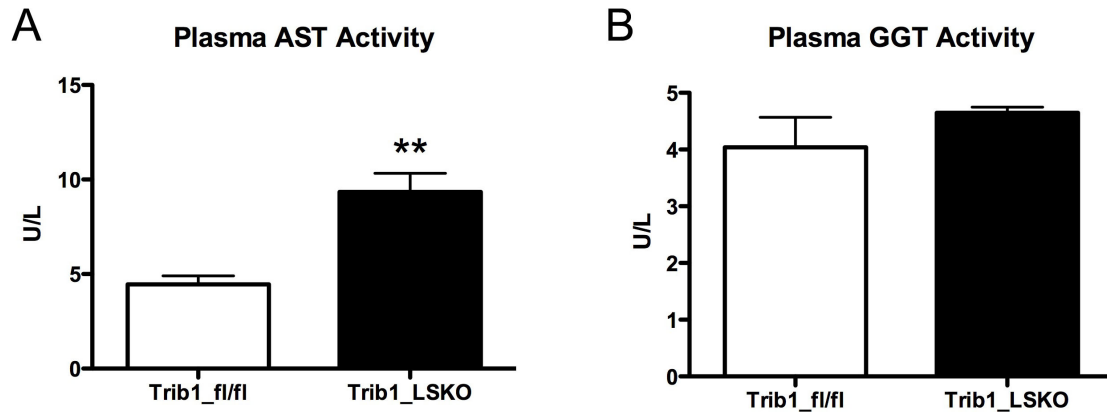 A
Plasma AST Activity
15
10
5
0
U/L
**
Trib1_fl/fl
Trib1_LSKO
B
Plasma GGT Activity
5
4
3
2
1
0
U/L
Trib1_fl/fl
Trib1_LSKO